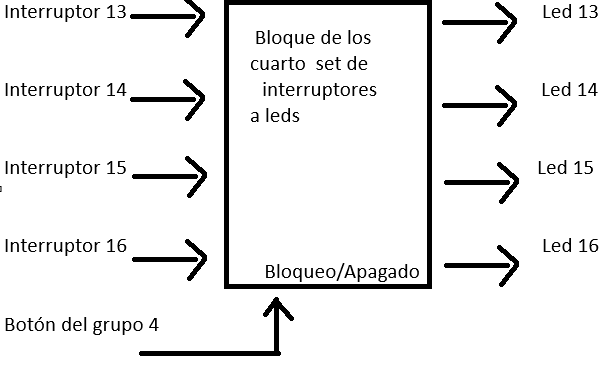 Interruptor 13
Led 13
Bloque de los
cuarto set de
interruptores
a leds
Interruptor 14
Led 14
Interruptor 15
Led 15
Interruptor 16
Led 16
Bloqueo/Apagado
Botón del grupo 4